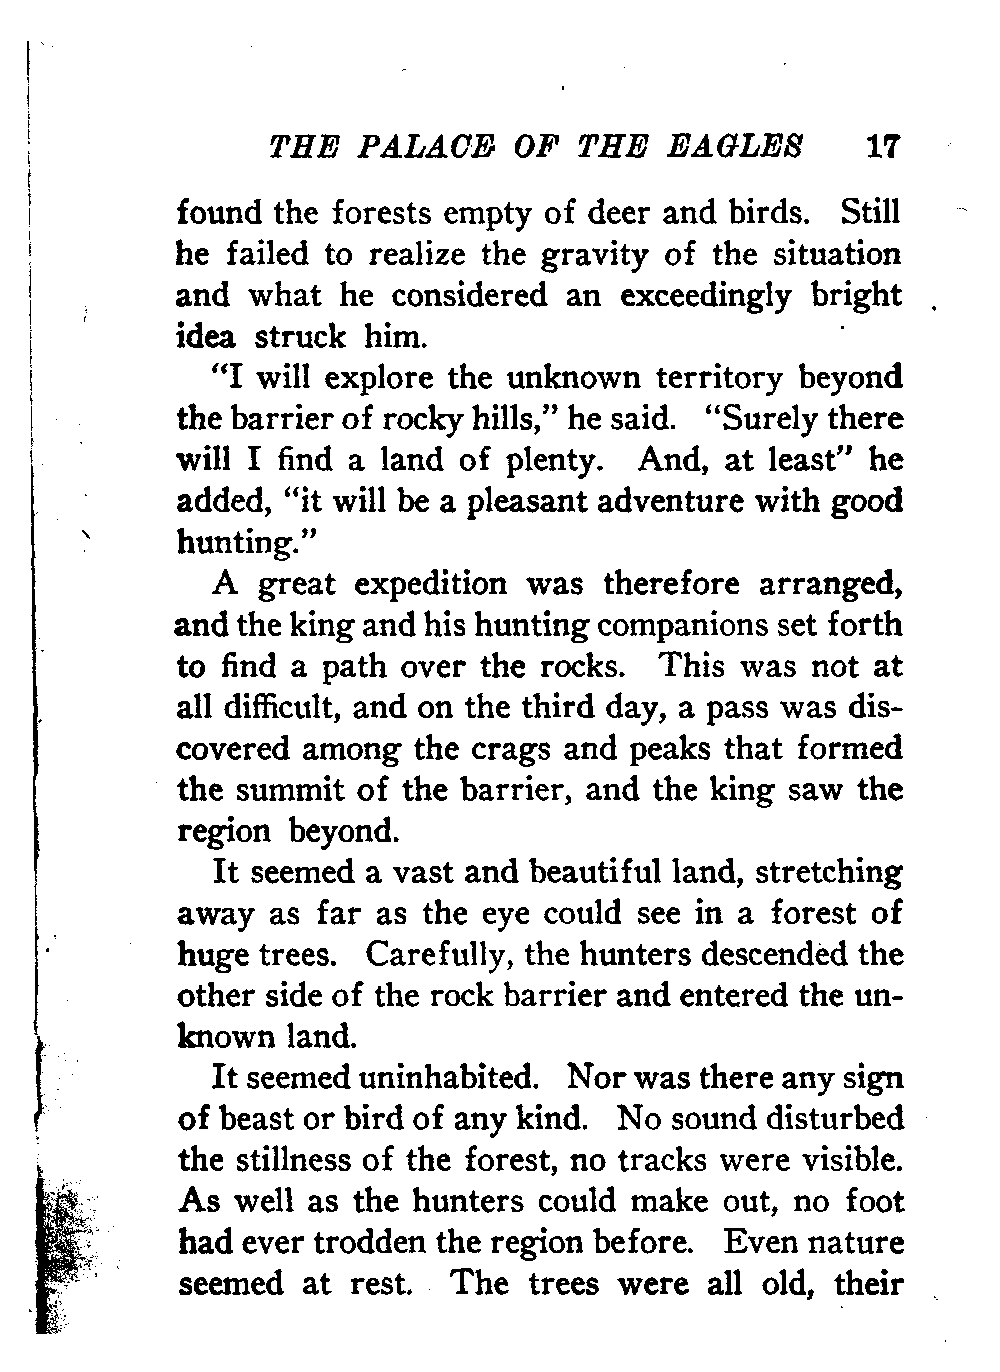 THE PALACE OF THE EAGLES 17
found the forests empty of deer and birds. Still
he failed to realize the gravity of the situation
and what he considered an exceedingly bright
idea struck him.
"I will explore the unknown territory beyond
the barrier of rocky hills," he said. "Surely there
will I find a land of plenty. And, at least" he
added, "it will be a pleasant adventure with good
hunting."
A great expedition was therefore arranged,
and the king and his hunting companions set forth
to find a path over the rocks. This was not at
all difficult, and on the third day, a pass was dis-
covered among the crags and peaks that formed
the summit of the barrier, and the king saw the
region beyond.
It seemed a vast and beautiful land, stretching
away as far as the eye could see in a forest of
huge trees. Carefully, the hunters descended the
other side of the rock barrier and entered the un-
known land.
It seemed uninhabited. Nor was there any sign
of beast or bird of any kind. No sound disturbed
the stillness of the forest, no tracks were visible.
As well as the hunters could make out, no foot
had ever trodden the region before. Even nature
seemed at rest. The trees were all old, their